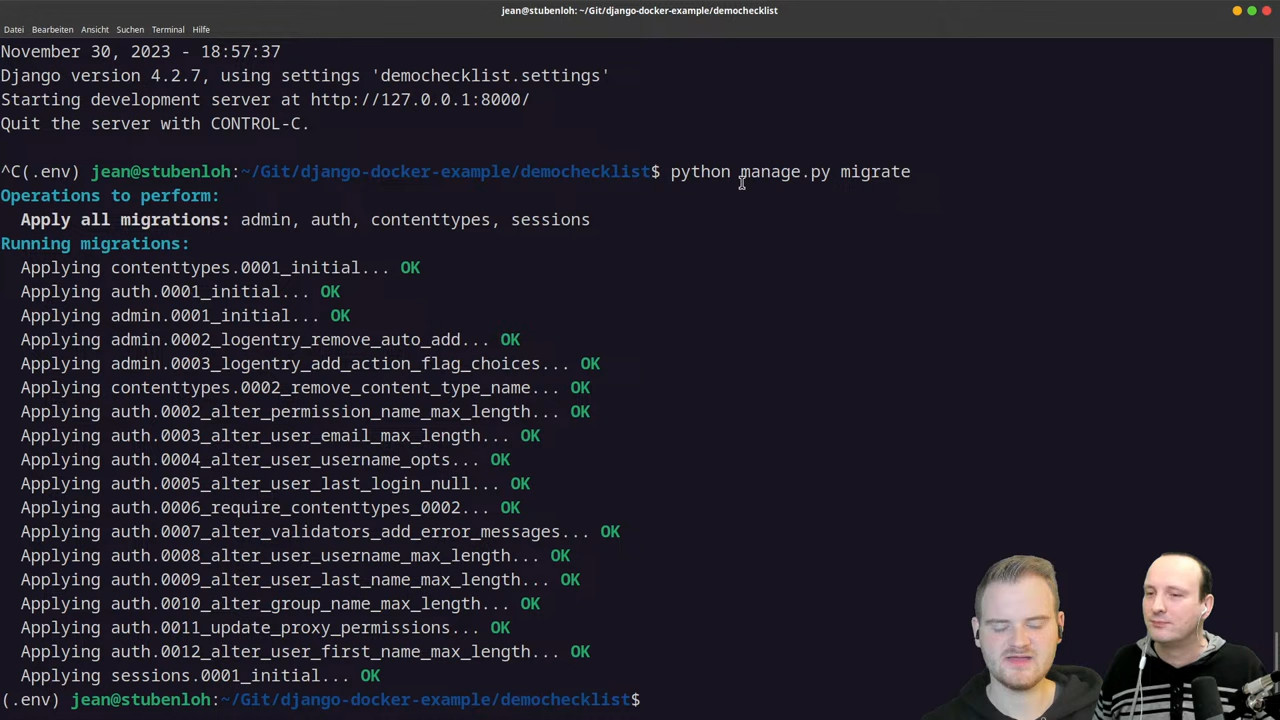 jean@stubenloh: ~/Git/django-docker-example/demochecklist
Datei Bearbeiten Ansicht Suchen Terminal Hilfe
November 30, 2023 - 18:57:37
Django version 4.2.7, using settings 'demochecklist.settings'
Starting development server at http://127.0.0.1:8000/
Quit the server with CONTROL-C.
^C(.env) jean@stubenloh:~/Git/django-docker-example/demochecklist$ python manage.py migrate
Operations to perform:
Apply all migrations: admin, auth, contenttypes, sessions
Running migrations:
Applying contenttypes.0001_initial... OK
Applying auth.0001_initial... OK
Applying admin.0001_initial... OK
Applying admin.0002_logentry_remove_auto_add... OK
Applying admin.0003_logentry_add_action_flag_choices... OK
Applying contenttypes.0002_remove_content_type_name... OK
Applying auth.0002_alter_permission_name_max_length... OK
Applying auth.0003_alter_user_email_max_length... OK
Applying auth.0004_alter_user_username_opts... OK
Applying auth.0005_alter_user_last_login_null... OK
Applying auth.0006_require_contenttypes_0002... OK
Applying auth.0007_alter_validators_add_error_messages... OK
Applying auth.0008_alter_user_username_max_length... OK
Applying auth.0009_alter_user_last_name_max_length... OK
Applying auth.0010_alter_group_name_max_length... OK
Applying auth.0011_update_proxy_permissions... OK
Applying auth.0012_alter_user_first_name_max_length... OK
Applying sessions.0001_initial... OK
(.env) jean@stubenloh:~/Git/django-docker-example/demochecklist$